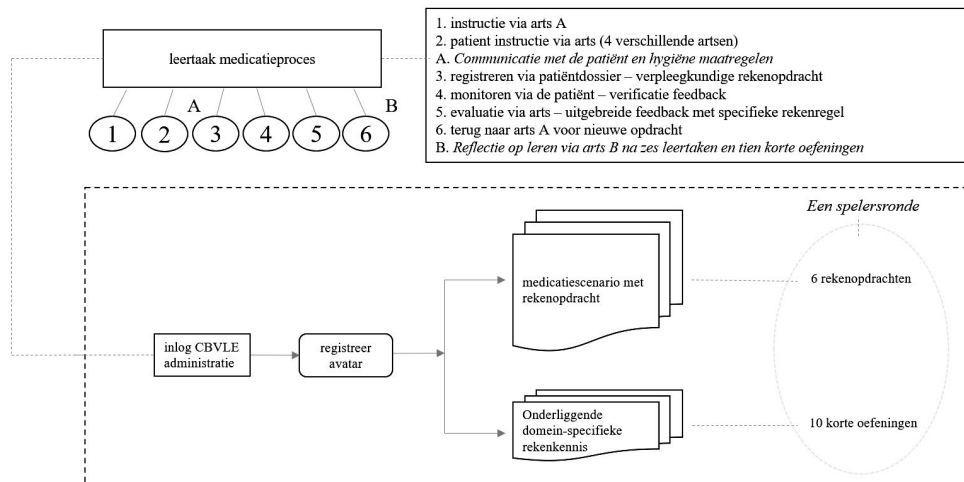 leertaak medicatieproces
A
B
1
2
3
4
5
6
1. instructie via arts A
2. patient instructie via arts (4 verschillende artsen)
A. Communicatie met de patiënt en hygiëne maatregelen
3. registreren via patiëntdossier – verpleegkundige rekenopdracht
4. monitoren via de patiënt – verificatie feedback
5. evaluatie via arts – uitgebreide feedback met specifieke rekenregel
6. terug naar arts A voor nieuwe opdracht
B. Reflectie op leren via arts B na zes leertaken en tien korte oefeningen
Een spelersronde
medicatiescenario met
rekenopdracht
6 rekenopdrachten
inlog CBVLE
administratie
registreer
avatar
Onderliggende
domein-specifieke
rekenkennis
10 korte oefeningen